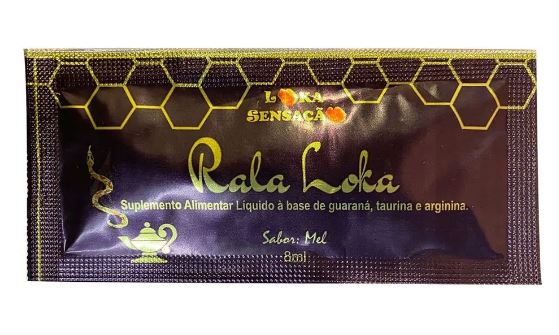 LOKA
SENSAÇÃO
Rala Loka
Suplemento Alimentar Líquido à base de guaraná, taurina e arginina.
Sabor: Mel
8ml